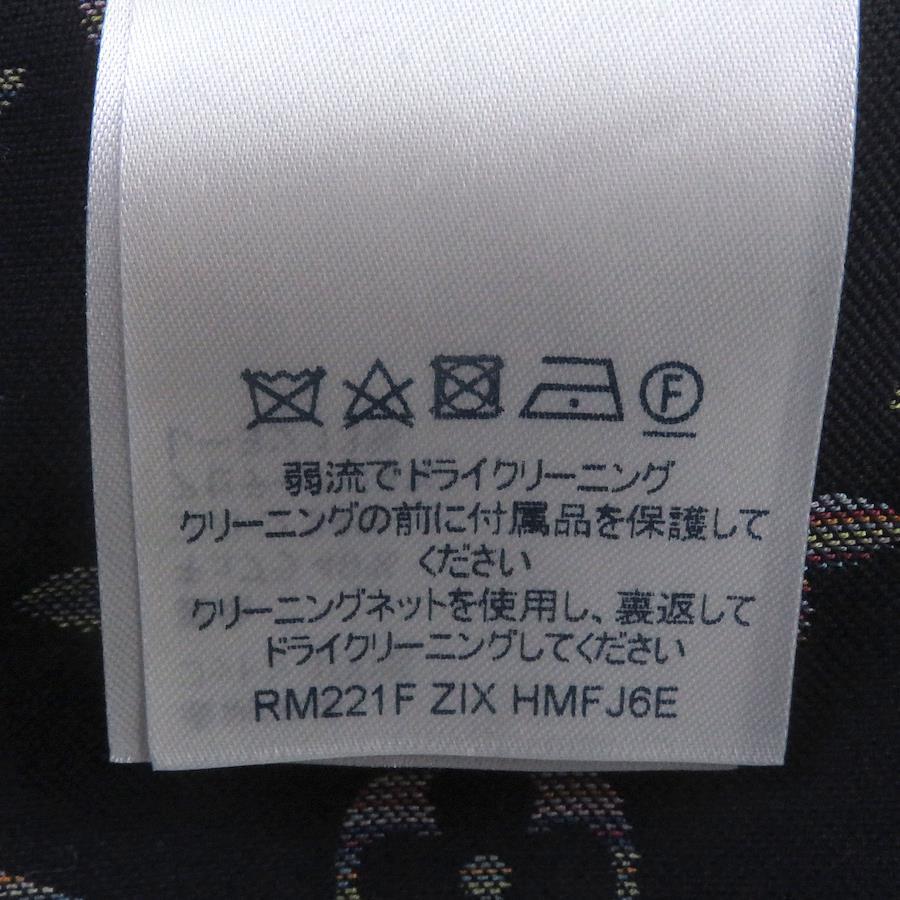 F
弱流でドライクリーニング
クリーニングの前に付属品を保護して
ください
クリーニングネットを使用し、裏返して
ドライクリーニングしてください
RM221F ZIX HMFJ6E